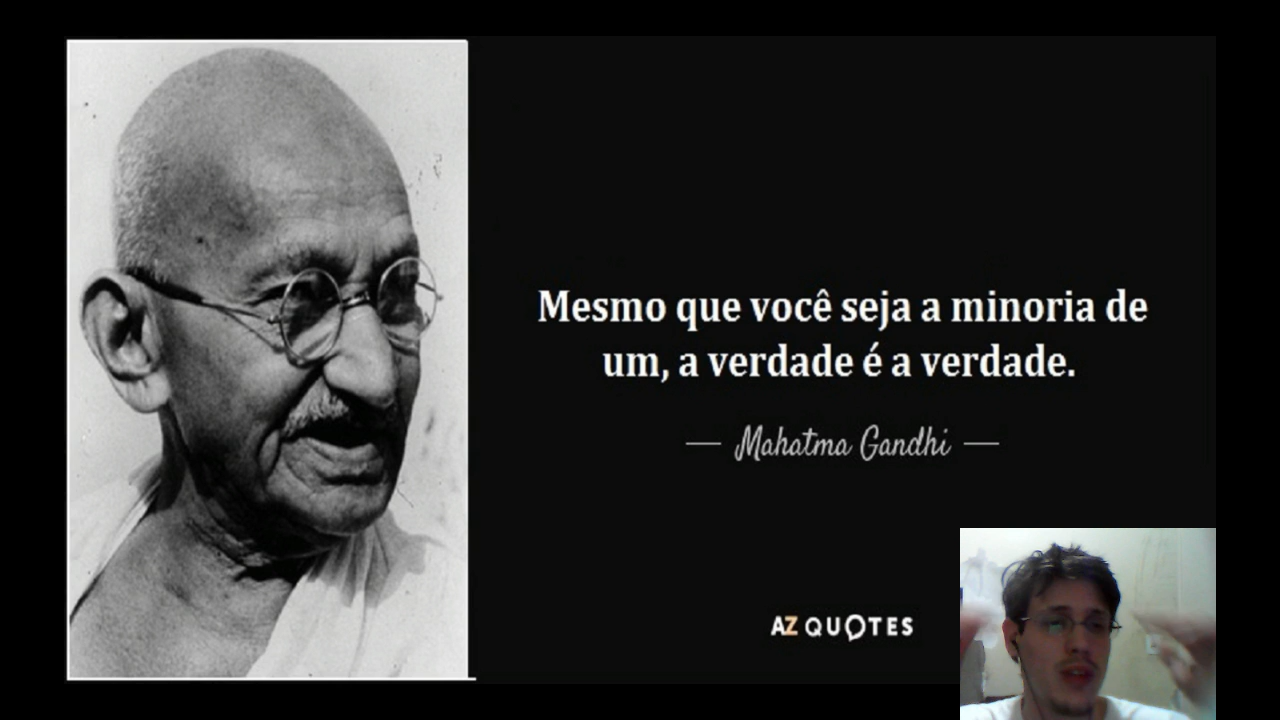 Mesmo que você seja a minoria de
um, a verdade é a verdade.
— Mahatma Gandhi —
AZ QUOTES